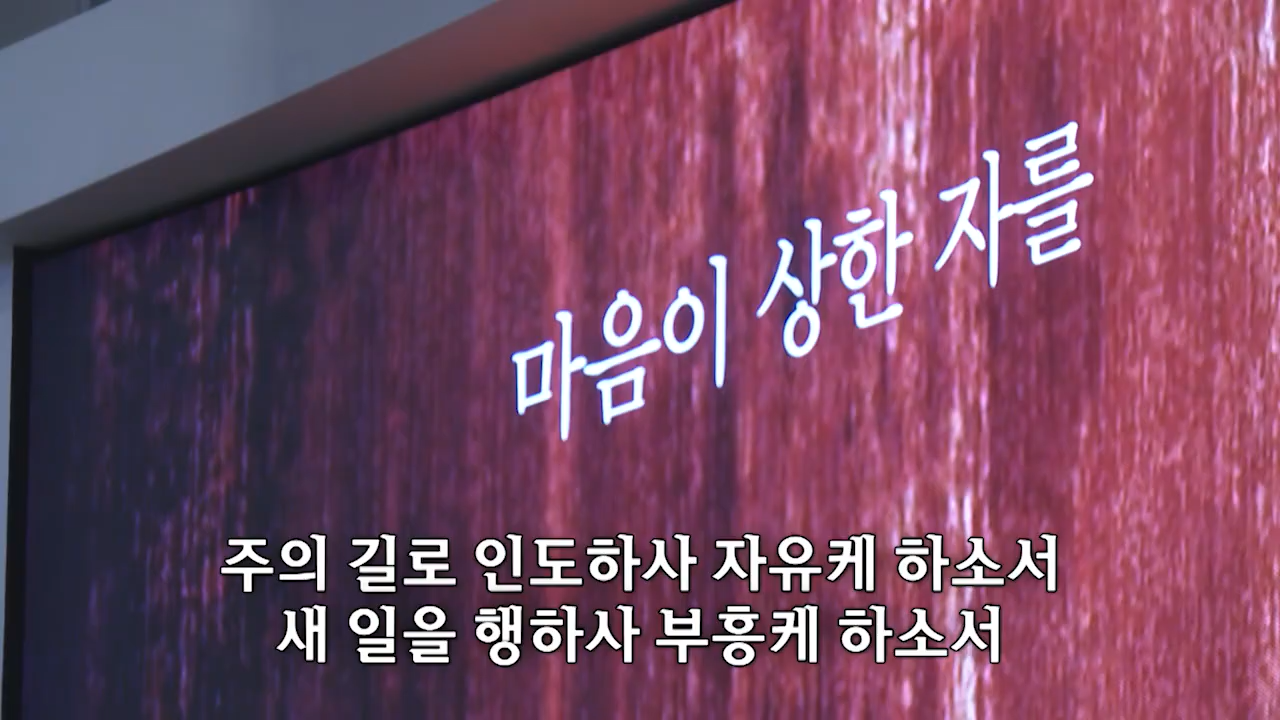 마음이 상한 자를
주의 길로 인도하사 자유케 하소서
새 일을 행하사 부흥케 하소서